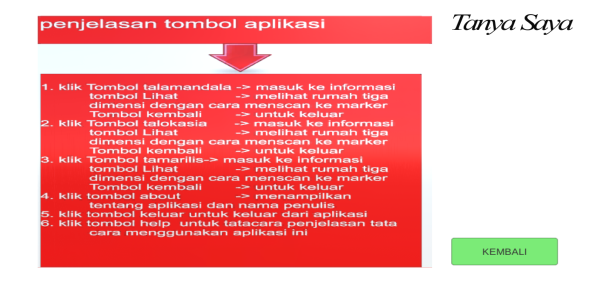 penjelasan tombol aplikasi
Tanya Saya
1. klik Tombol talamandala -> masuk ke informasi
tombol Lihat -> melihat rumah tiga
dimensi dengan cara menscan ke marker
Tombol kembali -> untuk keluar
2. klik Tombol talokasia -> masuk ke informasi
tombol Lihat -> melihat rumah tiga
dimensi dengan cara menscan ke marker
Tombol kembali -> untuk keluar
3. klik Tombol tamarilis-> masuk ke informasi
tombol Lihat -> melihat rumah tiga
dimensi dengan cara menscan ke marker
Tombol kembali -> untuk keluar
4. klik tombol about -> menampilkan
tentang aplikasi dan nama penulis
5. klik tombol keluar untuk keluar dari aplikasi
6. klik tombol help untuk tatacara penjelasan tata
cara menggunakan aplikasi ini
KEMBALI